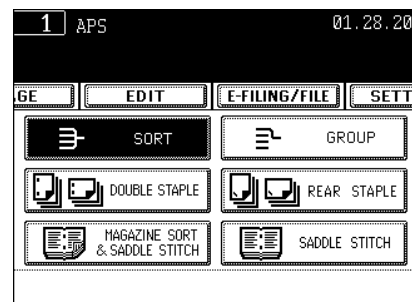 1 APS 01.28.20
.GE EDIT E-FILING/FILE SETT
SORT GROUP
DOUBLE STAPLE REAR STAPLE
MAGAZINE SORT
& SADDLE STITCH SADDLE STITCH